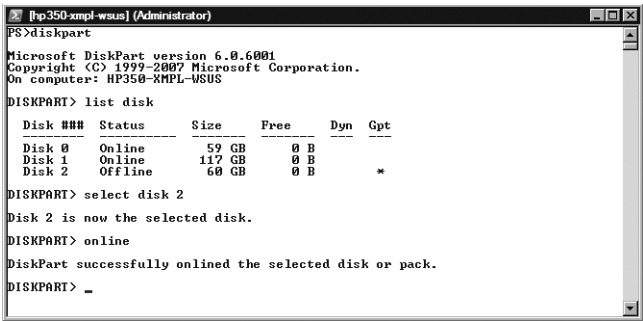 [hp350-xmpl-wsus] (Administrator)
PS>diskpart
Microsoft DiskPart version 6.0.6001
Copyright (C) 1999-2007 Microsoft Corporation.
On computer: HP350-XMPL-WSUS
DISKPART> list disk
Disk ### Status Size Free Dyn Gpt
-------- ---------- ------- ------- --- ---
Disk 0 Online 59 GB 0 B
Disk 1 Online 117 GB 0 B
Disk 2 Offline 60 GB 0 B *
DISKPART> select disk 2
Disk 2 is now the selected disk.
DISKPART> online
DiskPart successfully onlined the selected disk or pack.
DISKPART> _